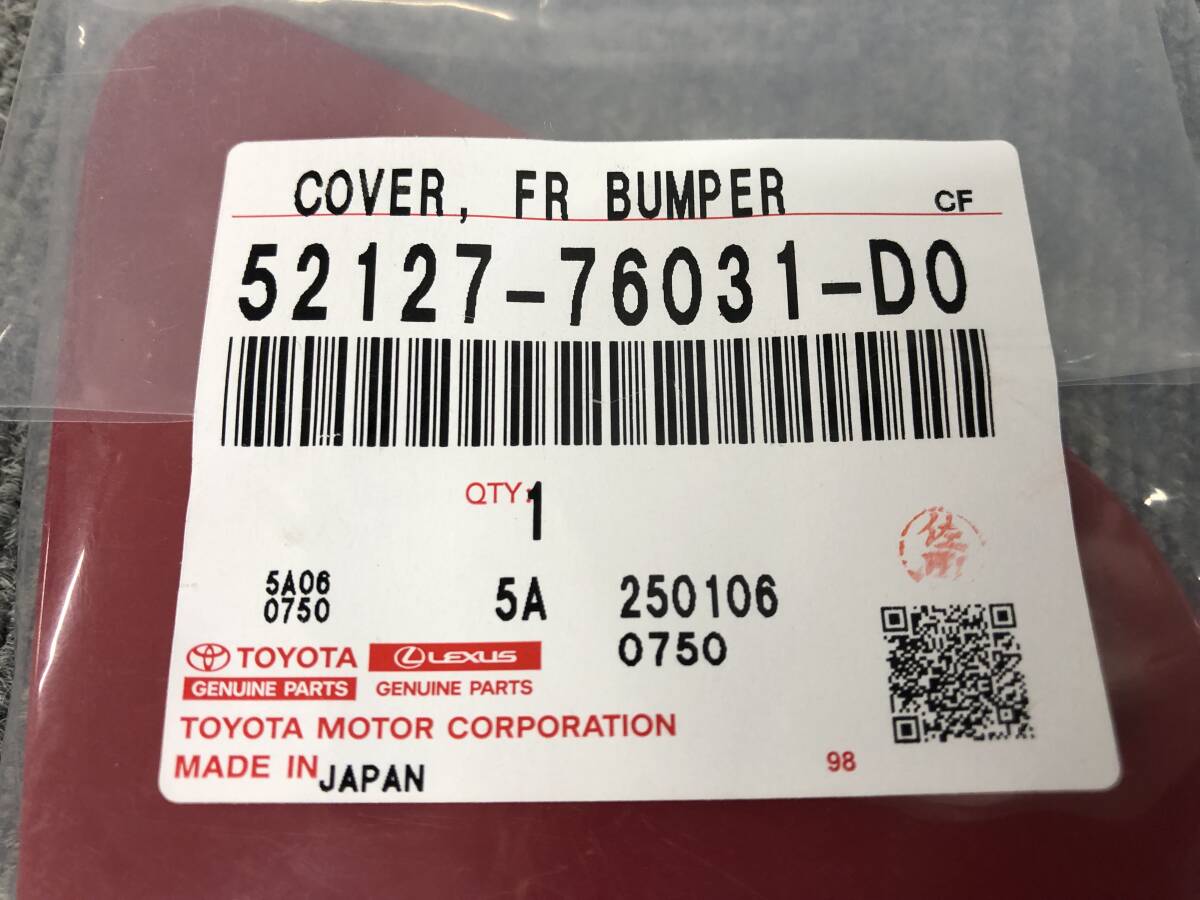 COVER, FR BUMPER CF
52127-76031-D0
QTY: 1
5A06 5A 250106
0750 0750
TOYOTA LEXUS
GENUINE PARTS GENUINE PARTS
TOYOTA MOTOR CORPORATION
MADE IN JAPAN 98